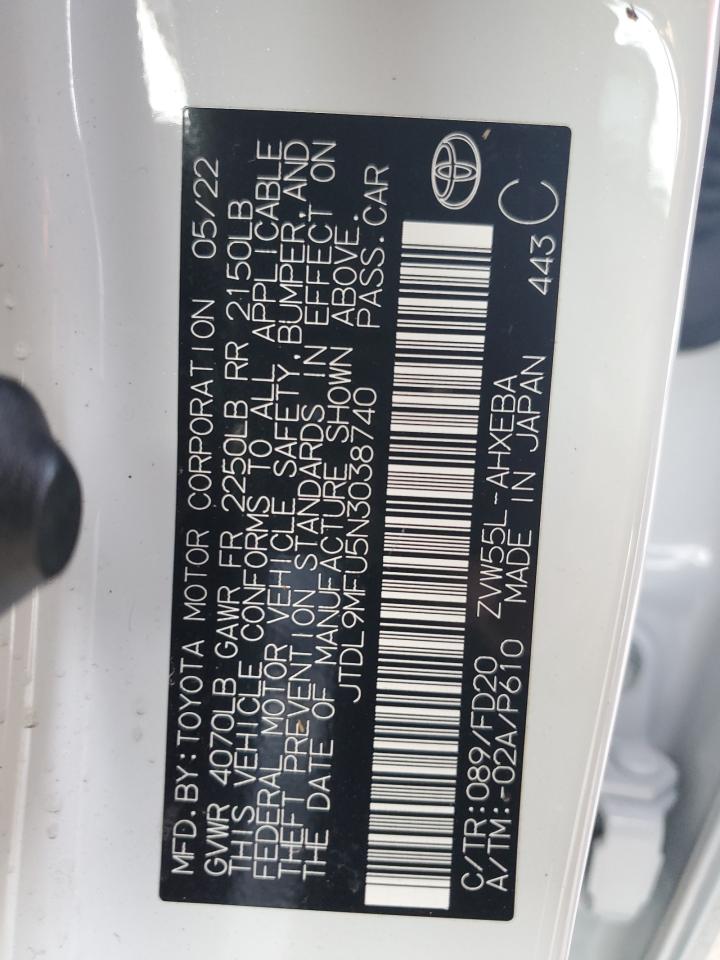 MFD.BY:TOYOTA MOTOR CORPORATION 05/22
GVWR 4070LB GAWR FR 2250LB RR 2150LB
THIS VEHICLE CONFORMS TO ALL APPLICABLE
FEDERAL MOTOR VEHICLE SAFETY,BUMPER,AND
THEFT PREVENTION STANDARDS IN EFFECT ON
THE DATE OF MANUFACTURE SHOWN ABOVE.
JTDL9MFU5N3038740 PASS.CAR
C/TR:089/FD20 ZVW55L-AHXEBA 443 C
A/TM:-02A/P610 MADE IN JAPAN